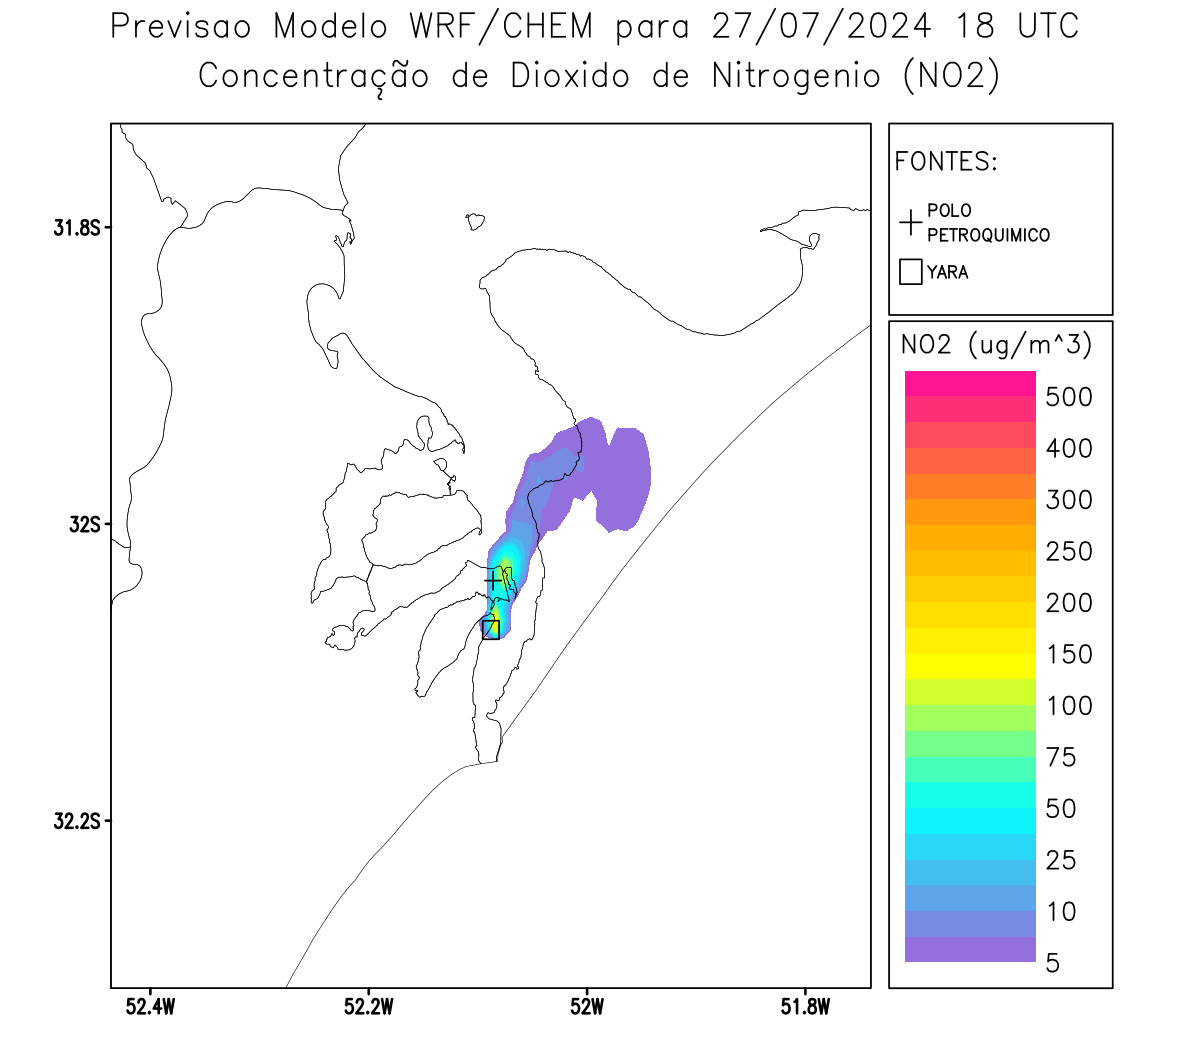 Previsao Modelo WRF/CHEM para 27/07/2024 18 UTC
Concentração de Dioxido de Nitrogenio (NO2)
FONTES:
POLO
PETROQUIMICO
YARA
NO2 (ug/m^3)
500
400
300
250
200
150
100
75
50
25
10
5
31.8S
32S
32.2S
52.4W
52.2W
52W
51.8W